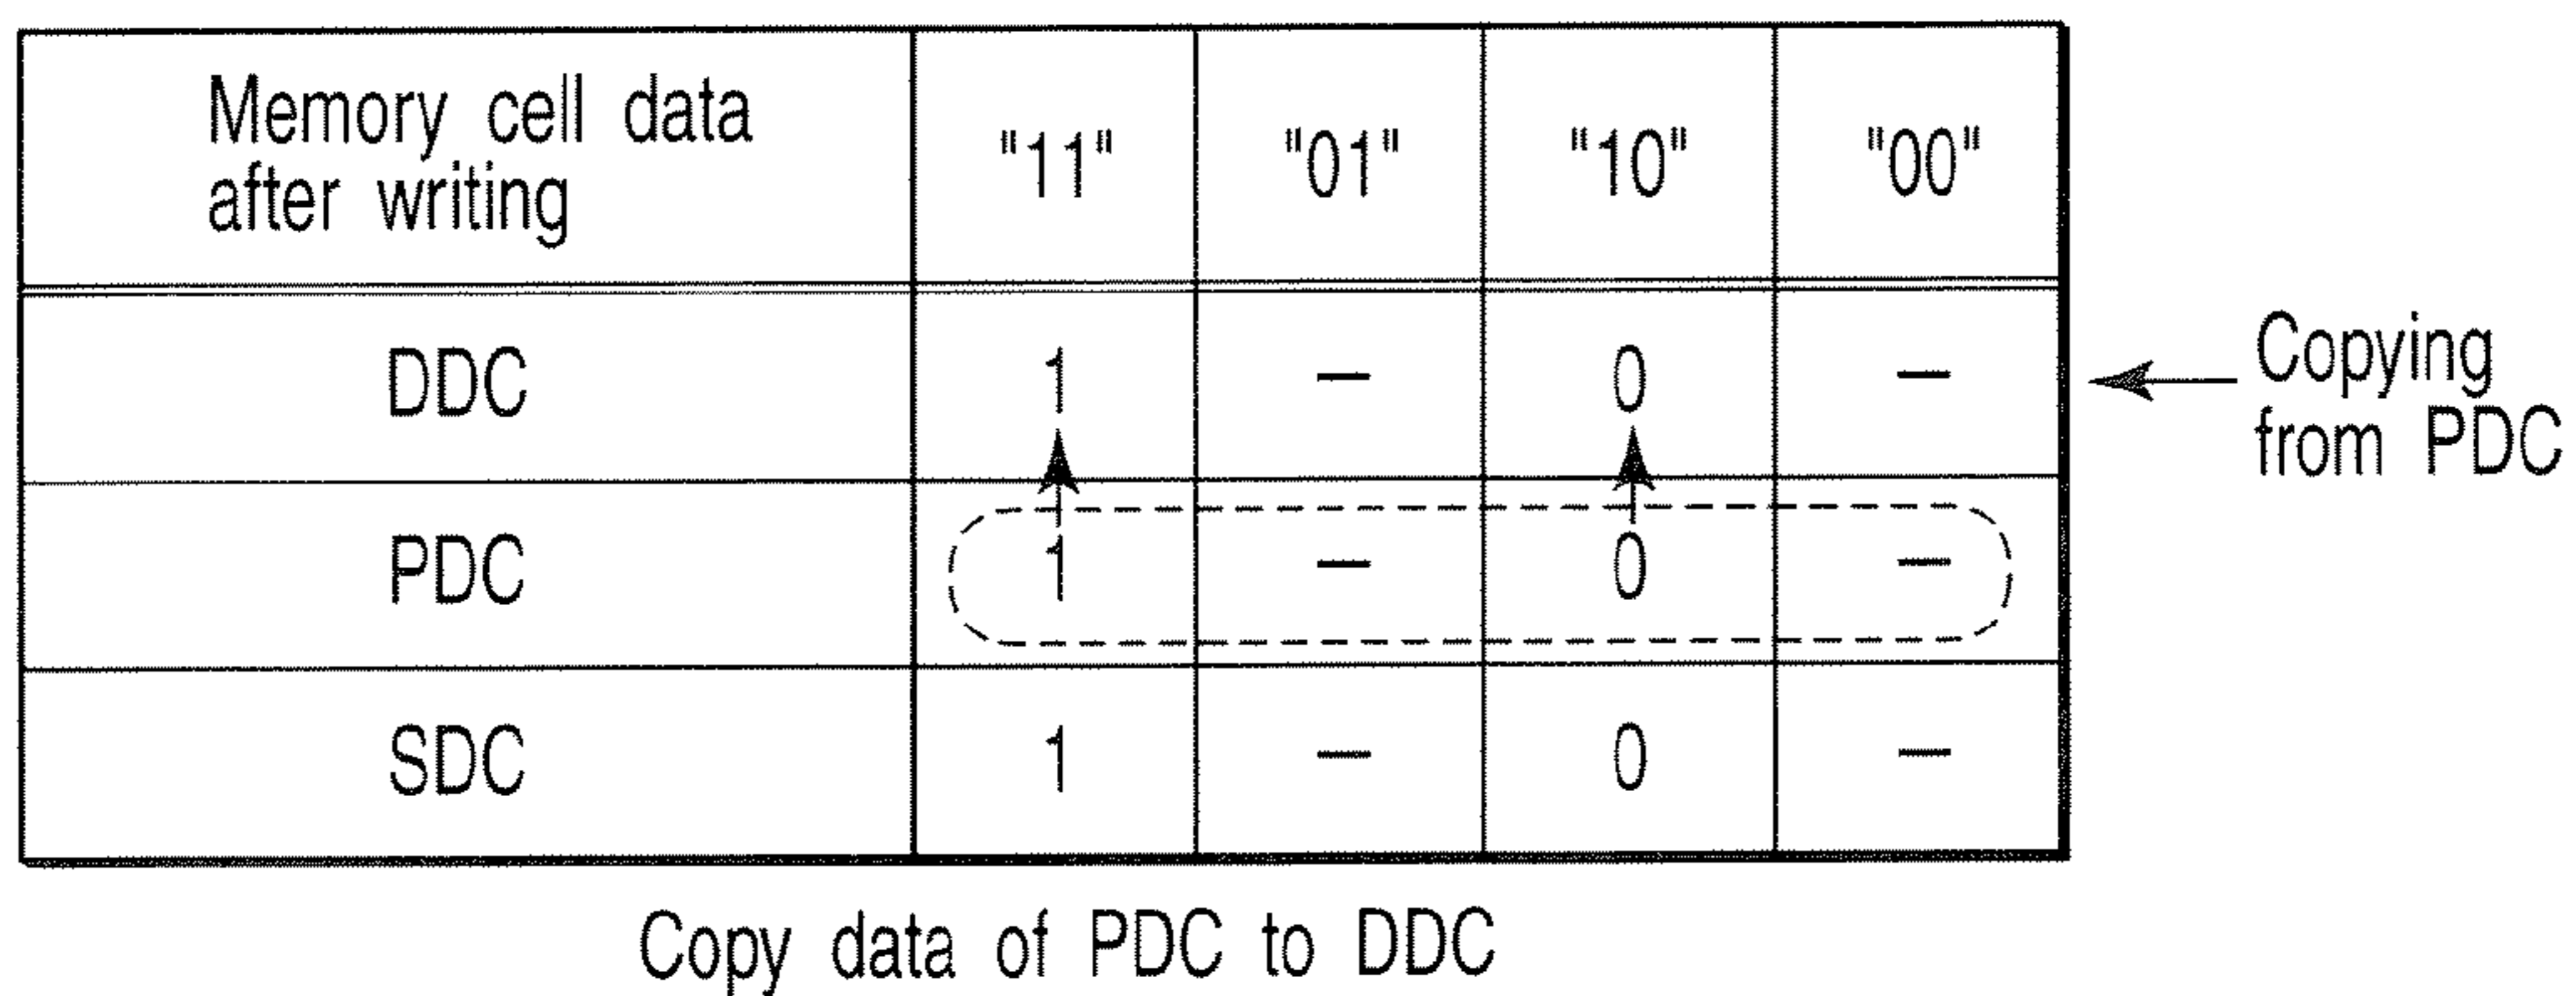 Memory cell data
after writing
"11" "01" "10" "00"
DDC 1 – 0 –
Copying
from PDC
PDC 1 – 0 –
SDC 1 – 0 –
Copy data of PDC to DDC